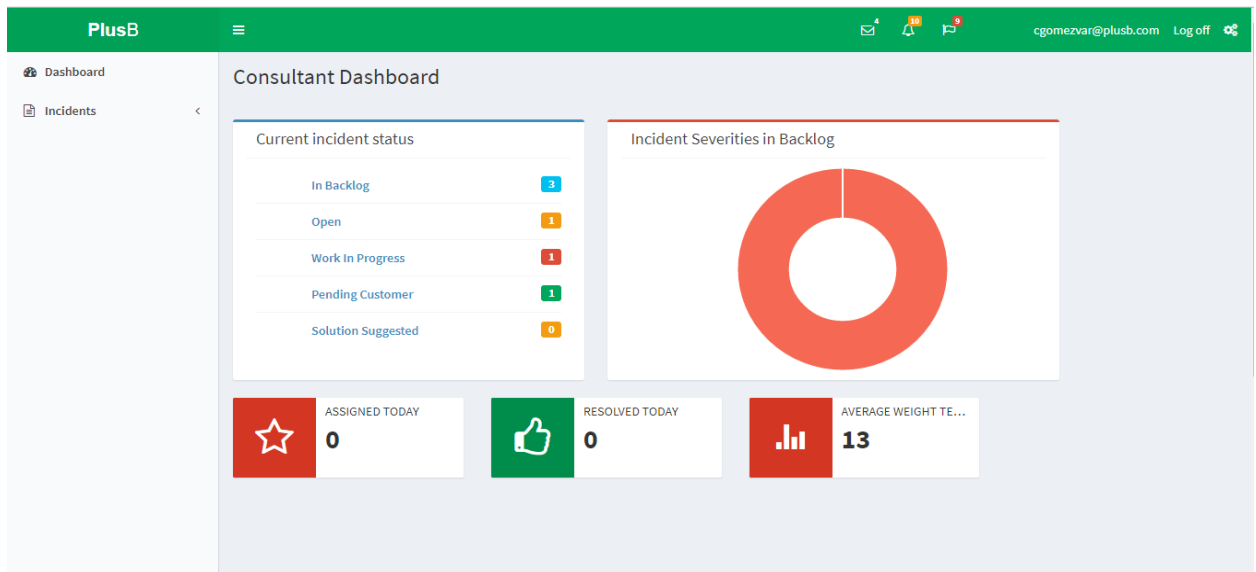 PlusB
4
10
9
cgomezvar@plusb.com Log off
Dashboard
Incidents
Consultant Dashboard
Current incident status
In Backlog 3
Open 1
Work In Progress 1
Pending Customer 1
Solution Suggested 0
Incident Severities in Backlog
ASSIGNED TODAY
0
RESOLVED TODAY
0
AVERAGE WEIGHT TE...
13